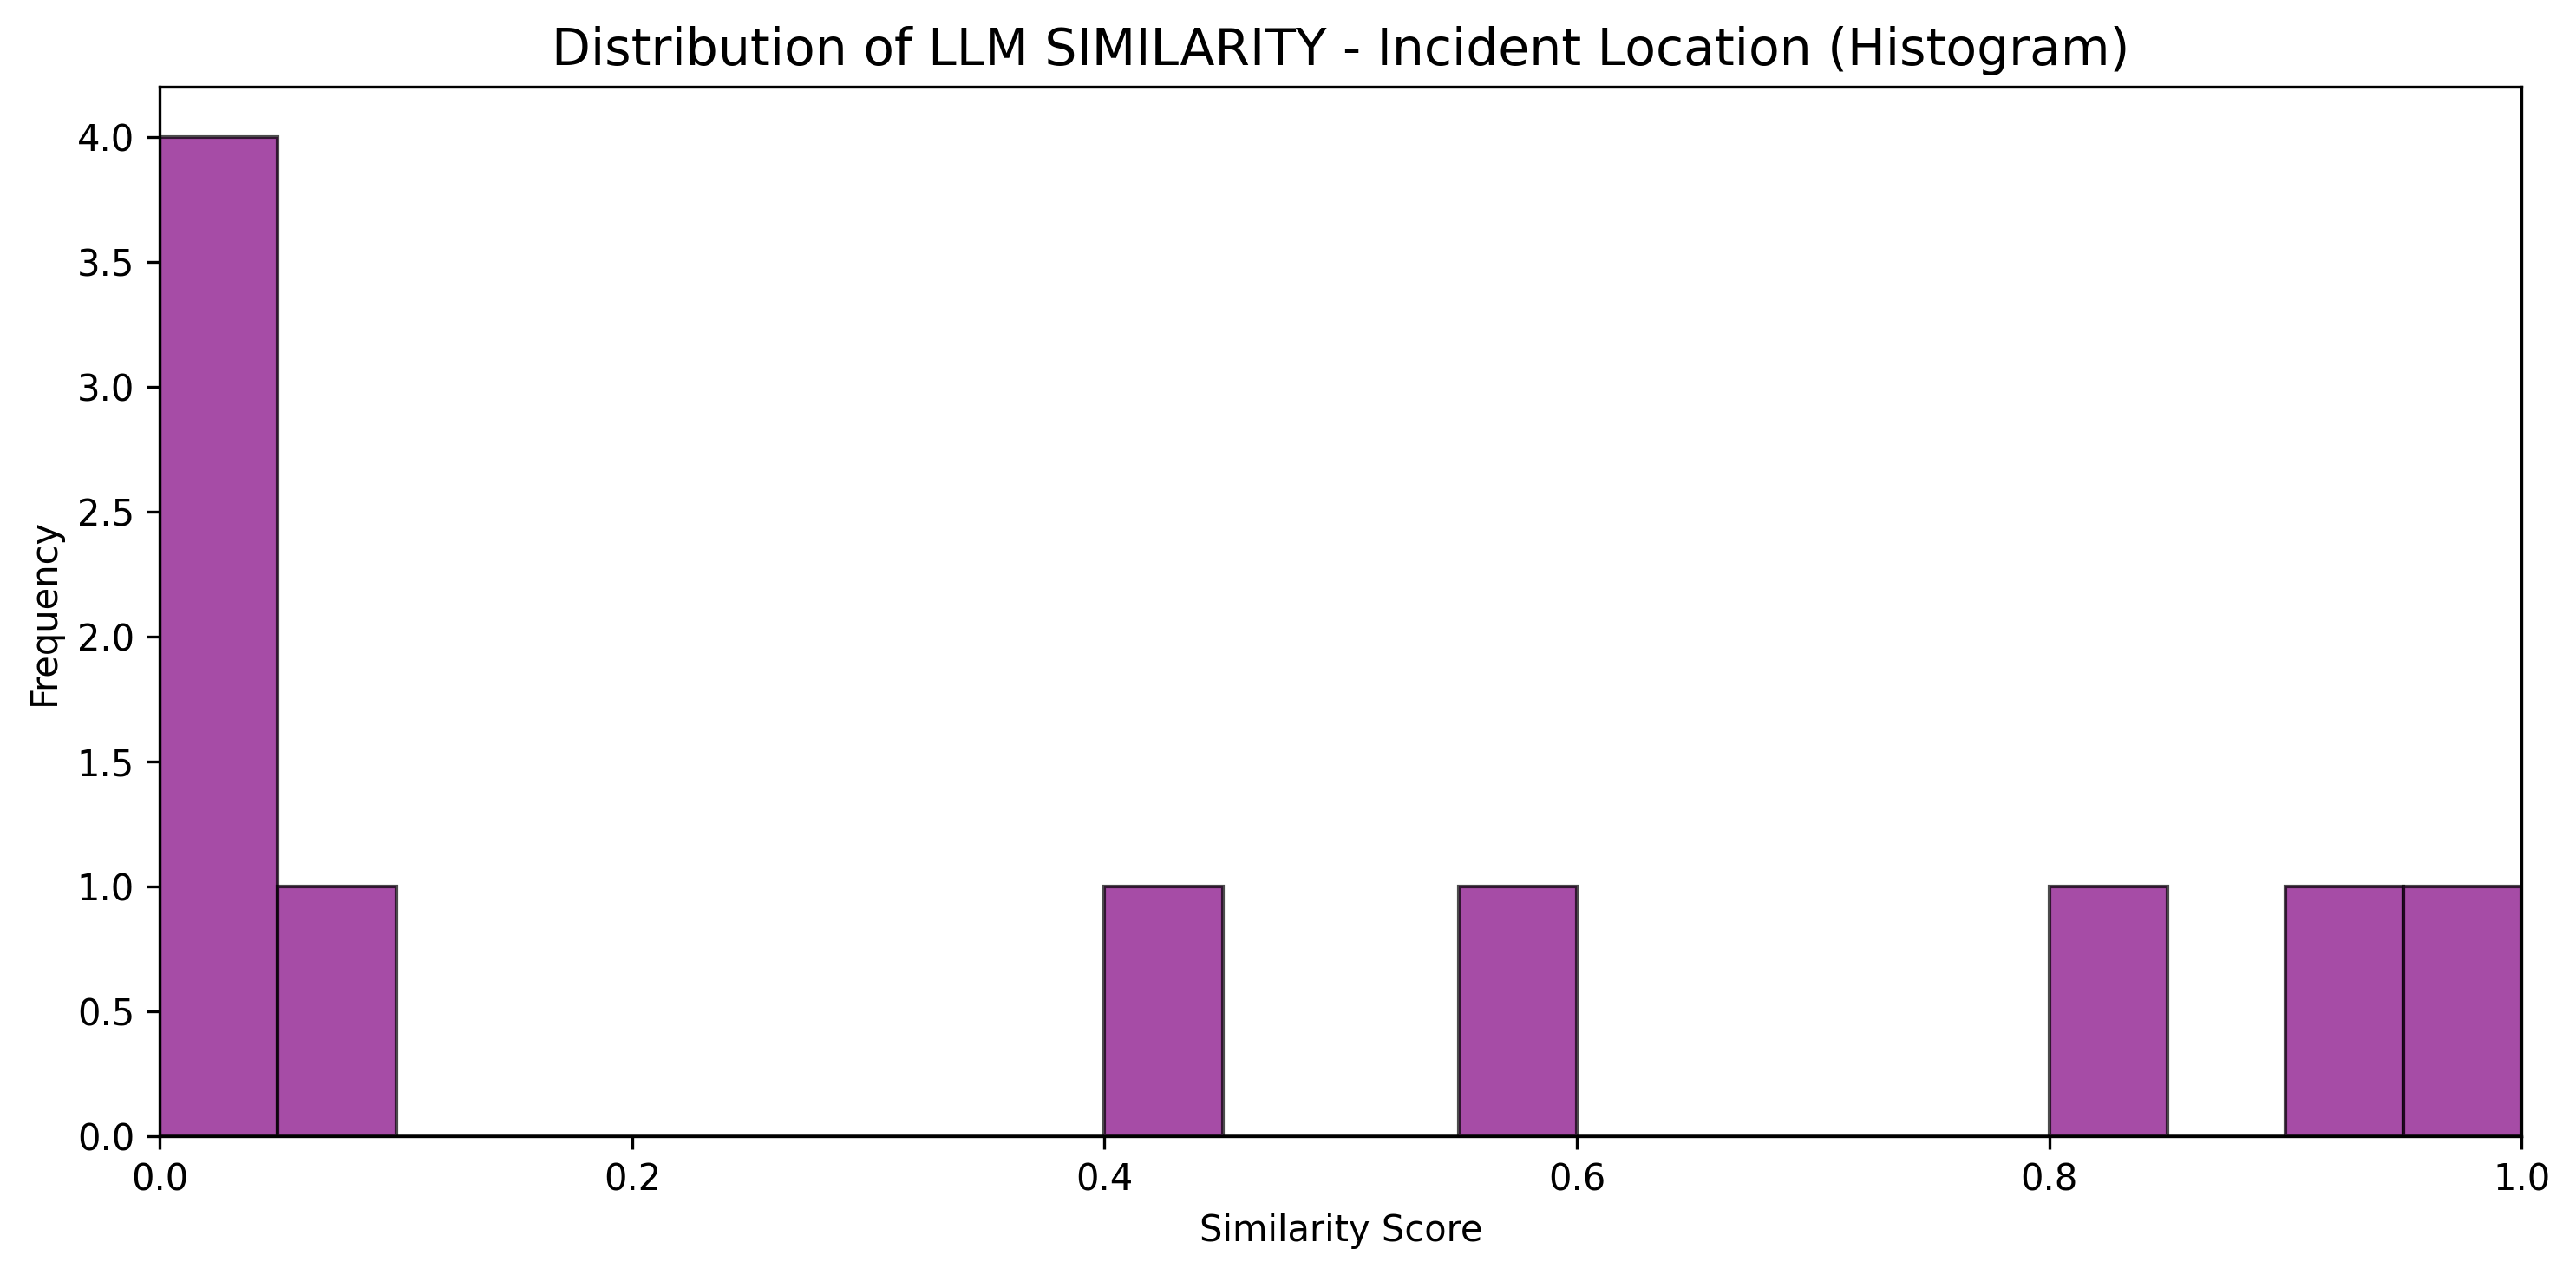 Distribution of LLM SIMILARITY - Incident Location (Histogram)
4.0
3.5
3.0
2.5
2.0
1.5
1.0
0.5
0.0
Frequency
0.0 0.2 0.4 0.6 0.8 1.0
Similarity Score